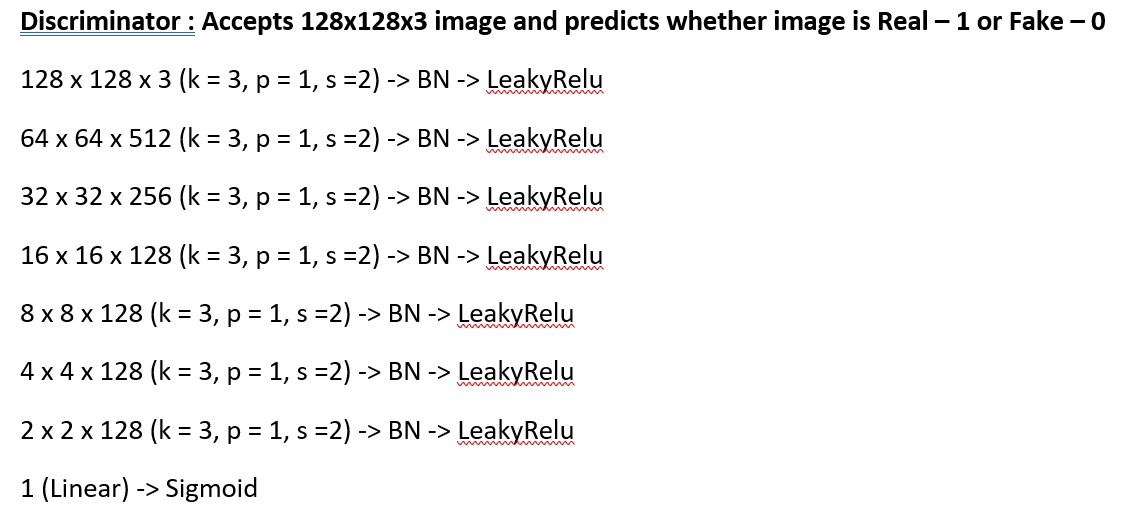 Discriminator : Accepts 128x128x3 image and predicts whether image is Real – 1 or Fake – 0
128 x 128 x 3 (k = 3, p = 1, s =2) -> BN -> LeakyRelu
64 x 64 x 512 (k = 3, p = 1, s =2) -> BN -> LeakyRelu
32 x 32 x 256 (k = 3, p = 1, s =2) -> BN -> LeakyRelu
16 x 16 x 128 (k = 3, p = 1, s =2) -> BN -> LeakyRelu
8 x 8 x 128 (k = 3, p = 1, s =2) -> BN -> LeakyRelu
4 x 4 x 128 (k = 3, p = 1, s =2) -> BN -> LeakyRelu
2 x 2 x 128 (k = 3, p = 1, s =2) -> BN -> LeakyRelu
1 (Linear) -> Sigmoid